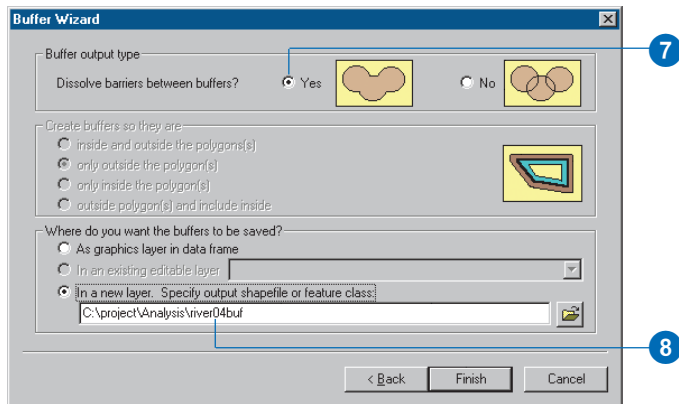 Buffer Wizard
Buffer output type
Dissolve barriers between buffers?
Yes
No
7
Create buffers so they are
inside and outside the polygons(s)
only outside the polygon(s)
only inside the polygon(s)
outside polygon(s) and include inside
Where do you want the buffers to be saved?
As graphics layer in data frame
In an existing editable layer
In a new layer. Specify output shapefile or feature class:
C:\project\Analysis\river04buf
8
< Back
Finish
Cancel